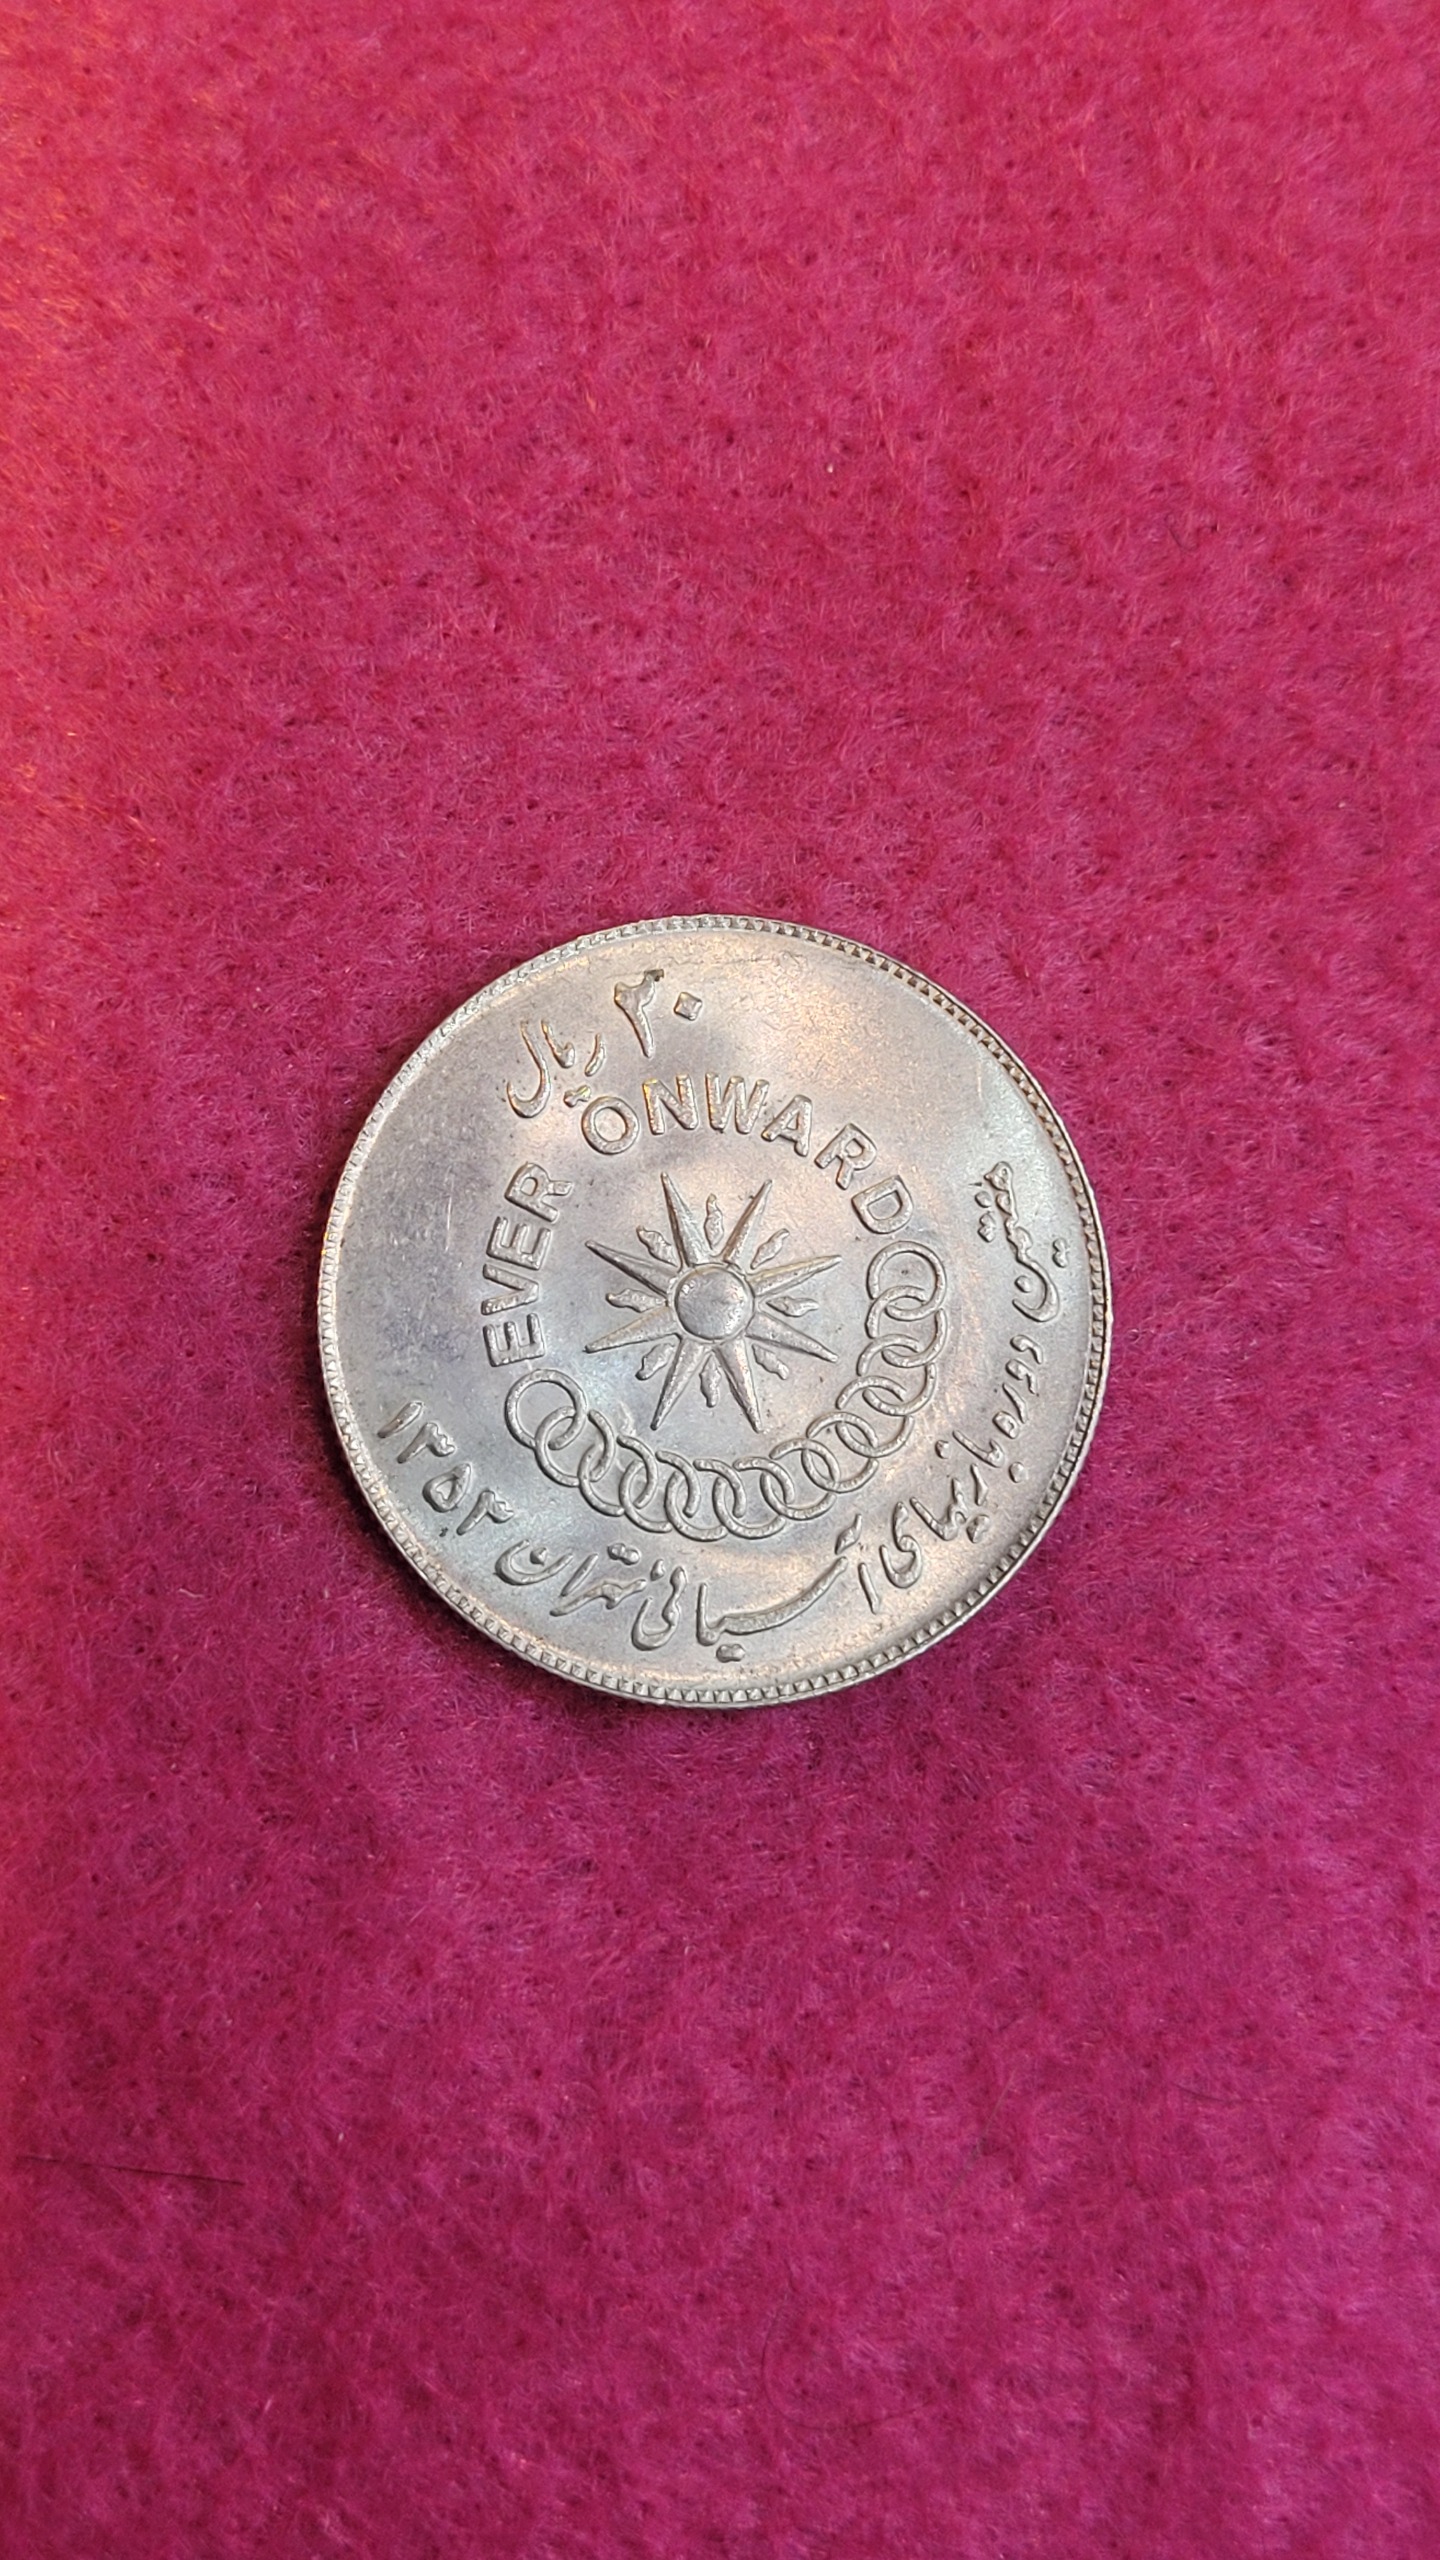 ۲۰ ریال
EVER ONWARD
هفتمین دوره بازیهای آسیائی تهران ۱۳۵۳